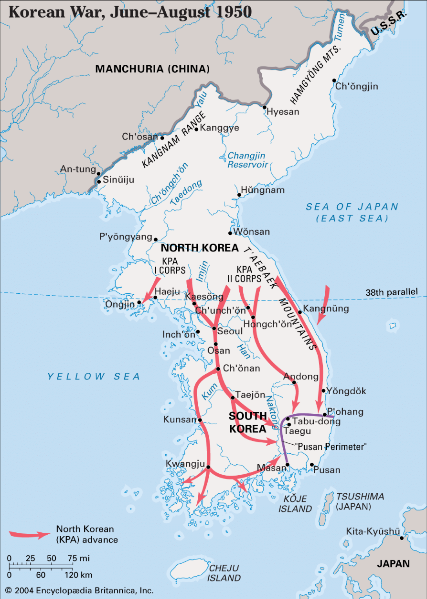 Korean War, June–August 1950
U.S.S.R.
Tumen
HAMGYŎNG MTS.
MANCHURIA (CHINA)
Ch'ŏngjin
Yalu
Hyesan
Ch'osan
Kanggye
KANGNAM RANGE
Changjin
Reservoir
An-tung
Sinŭiju
Ch'ŏngch'ŏn
Taedong
Hŭngnam
SEA OF JAPAN
(EAST SEA)
P'yŏngyang
Wŏnsan
NORTH KOREA
KPA
I CORPS
Imjin
KPA
II CORPS
T'AEBAEK MOUNTAINS
38th parallel
Haeju
Ongjin
Kaesŏng
Ch'unch'ŏn
Kangnŭng
Hongch'ŏn
Inch'ŏn
Seoul
Osan
Han
YELLOW SEA
Ch'ŏnan
Andong
Kum
Taejŏn
Naktong
Yŏngdŏk
Kunsan
SOUTH
KOREA
P'ohang
Tabu-dong
Taegu
"Pusan Perimeter"
Kwangju
Masan
Pusan
KŎJE
ISLAND
TSUSHIMA
(JAPAN)
North Korean
(KPA) advance
Kita-Kyūshū
0 25 50 75 mi
0 60 120 km
CHEJU
ISLAND
JAPAN
© 2004 Encyclopædia Britannica, Inc.